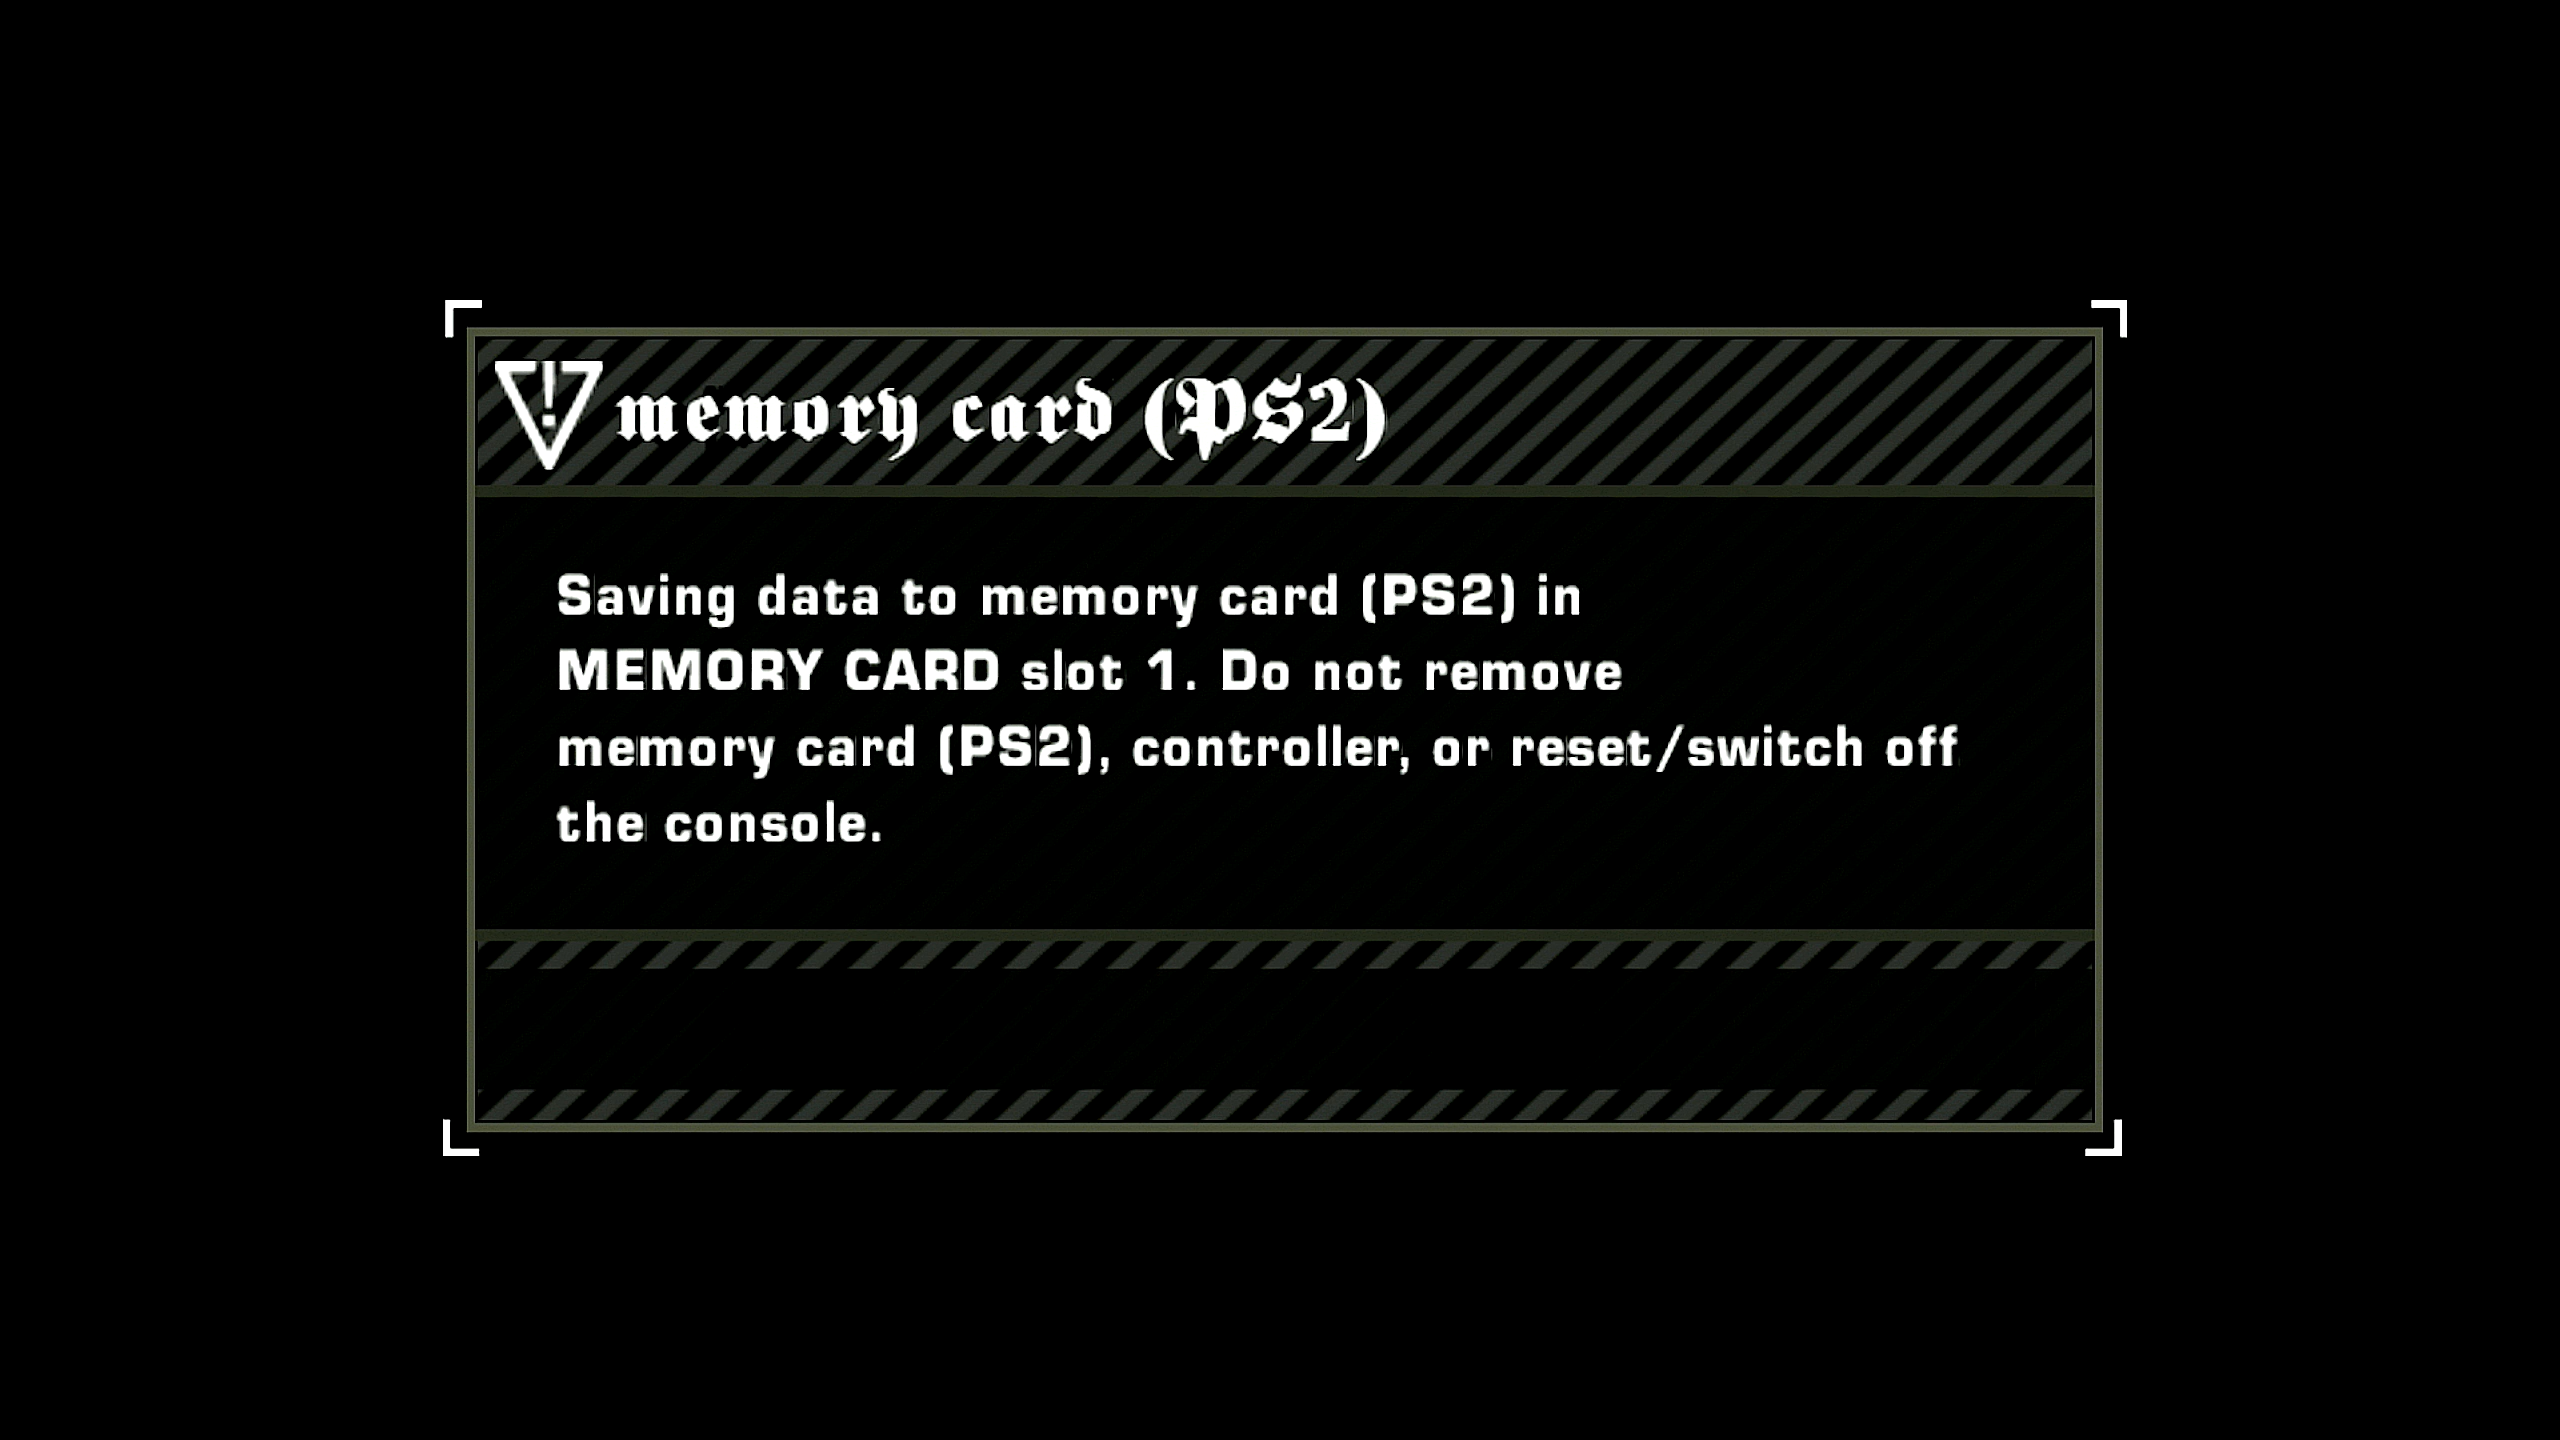 memory card (PS2)
Saving data to memory card (PS2) in
MEMORY CARD slot 1. Do not remove
memory card (PS2), controller, or reset/switch off
the console.